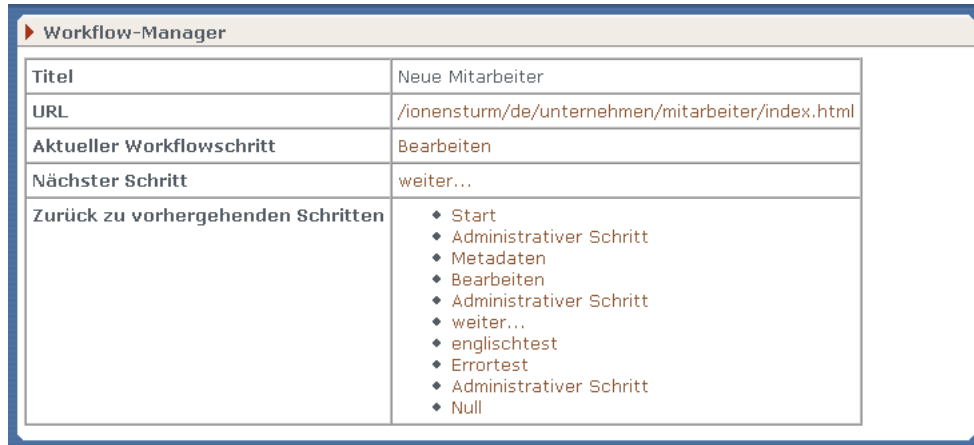 Workflow-Manager
Titel Neue Mitarbeiter
URL /ionensturm/de/unternehmen/mitarbeiter/index.html
Aktueller Workflowschritt Bearbeiten
Nächster Schritt weiter...
Zurück zu vorhergehenden Schritten
Start
Administrativer Schritt
Metadaten
Bearbeiten
Administrativer Schritt
weiter...
englischtest
Errortest
Administrativer Schritt
Null